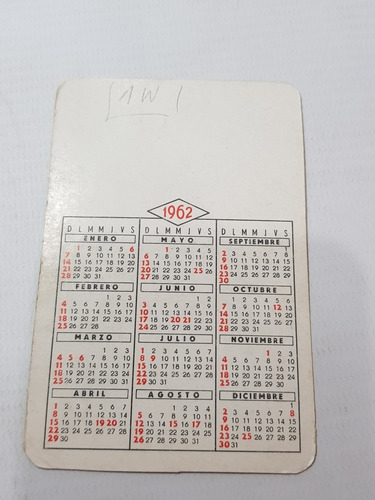 1962
D L M M J V S
ENERO
1 2 3 4 5 6
7 8 9 10 11 12 13
14 15 16 17 18 19 20
21 22 23 24 25 26 27
28 29 30 31
FEBRERO
1 2 3
4 5 6 7 8 9 10
11 12 13 14 15 16 17
18 19 20 21 22 23 24
25 26 27 28
MARZO
1 2 3
4 5 6 7 8 9 10
11 12 13 14 15 16 17
18 19 20 21 22 23 24
25 26 27 28 29 30 31
ABRIL
1 2 3 4 5 6 7
8 9 10 11 12 13 14
15 16 17 18 19 20 21
22 23 24 25 26 27 28
29 30
D L M M J V S
MAYO
1 2 3 4 5
6 7 8 9 10 11 12
13 14 15 16 17 18 19
20 21 22 23 24 25 26
27 28 29 30 31
JUNIO
1 2
3 4 5 6 7 8 9
10 11 12 13 14 15 16
17 18 19 20 21 22 23
24 25 26 27 28 29 30
JULIO
1 2 3 4 5 6 7
8 9 10 11 12 13 14
15 16 17 18 19 20 21
22 23 24 25 26 27 28
29 30 31
AGOSTO
1 2 3 4
5 6 7 8 9 10 11
12 13 14 15 16 17 18
19 20 21 22 23 24 25
26 27 28 29 30 31
D L M M J V S
SEPTIEMBRE
1
2 3 4 5 6 7 8
9 10 11 12 13 14 15
16 17 18 19 20 21 22
23 24 25 26 27 28 29
30
OCTUBRE
1 2 3 4 5 6
7 8 9 10 11 12 13
14 15 16 17 18 19 20
21 22 23 24 25 26 27
28 29 30 31
NOVIEMBRE
1 2 3
4 5 6 7 8 9 10
11 12 13 14 15 16 17
18 19 20 21 22 23 24
25 26 27 28 29 30
DICIEMBRE
1
2 3 4 5 6 7 8
9 10 11 12 13 14 15
16 17 18 19 20 21 22
23 24 25 26 27 28 29
30 31